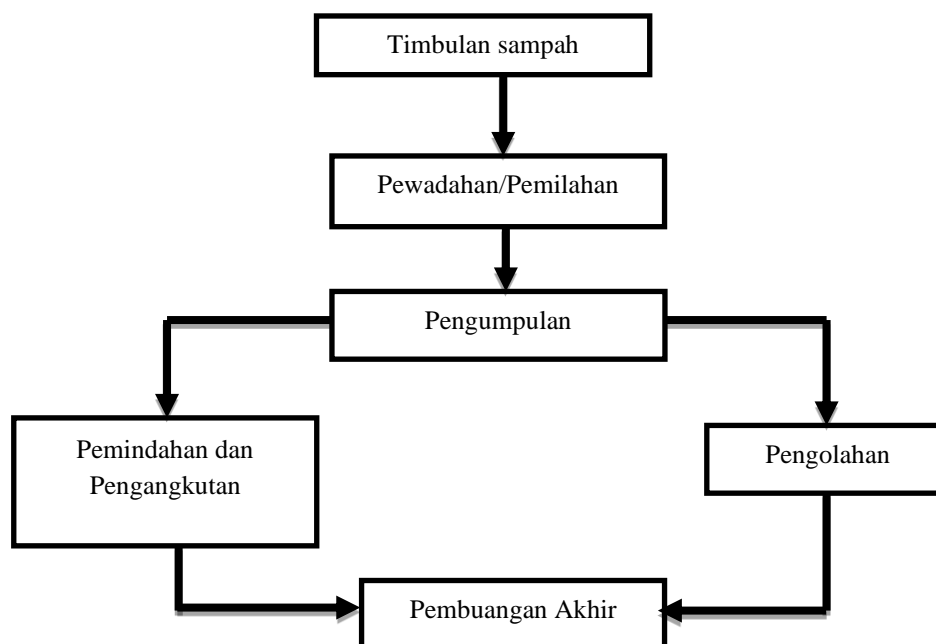 Timbulan sampah
Pewadahan/Pemilahan
Pengumpulan
Pemindahan dan
Pengangkutan
Pengolahan
Pembuangan Akhir